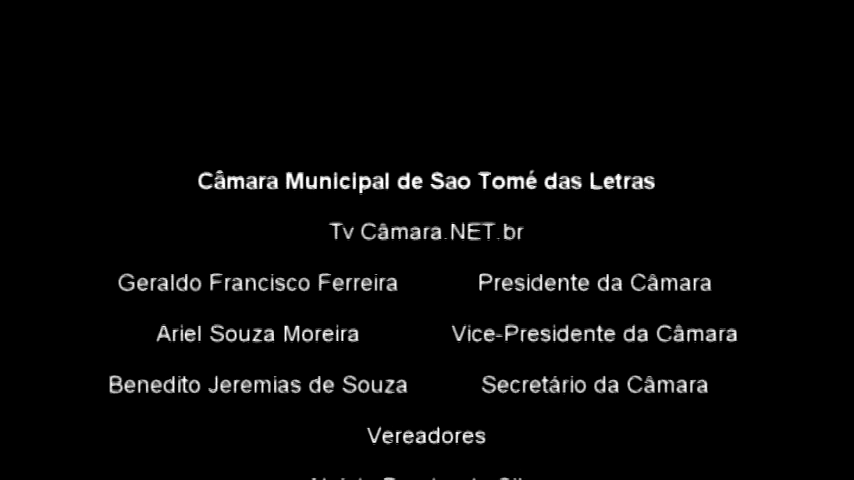 Câmara Municipal de Sao Tomé das Letras
Tv Câmara.NET.br
Geraldo Francisco Ferreira Presidente da Câmara
Ariel Souza Moreira Vice-Presidente da Câmara
Benedito Jeremias de Souza Secretário da Câmara
Vereadores